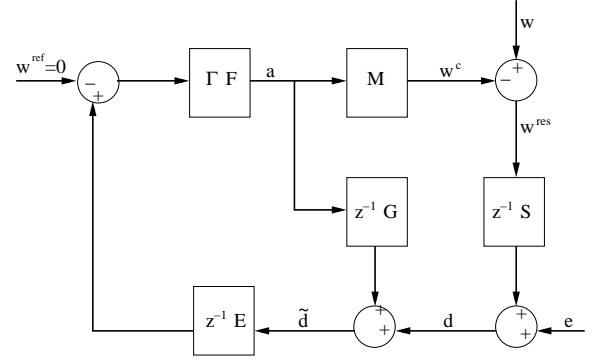 w
w^ref=0
−
+
Γ F
a
M
w^c
−
+
w^res
z^−1 G
z^−1 S
z^−1 E
d̃
+
+
d
+
+
e